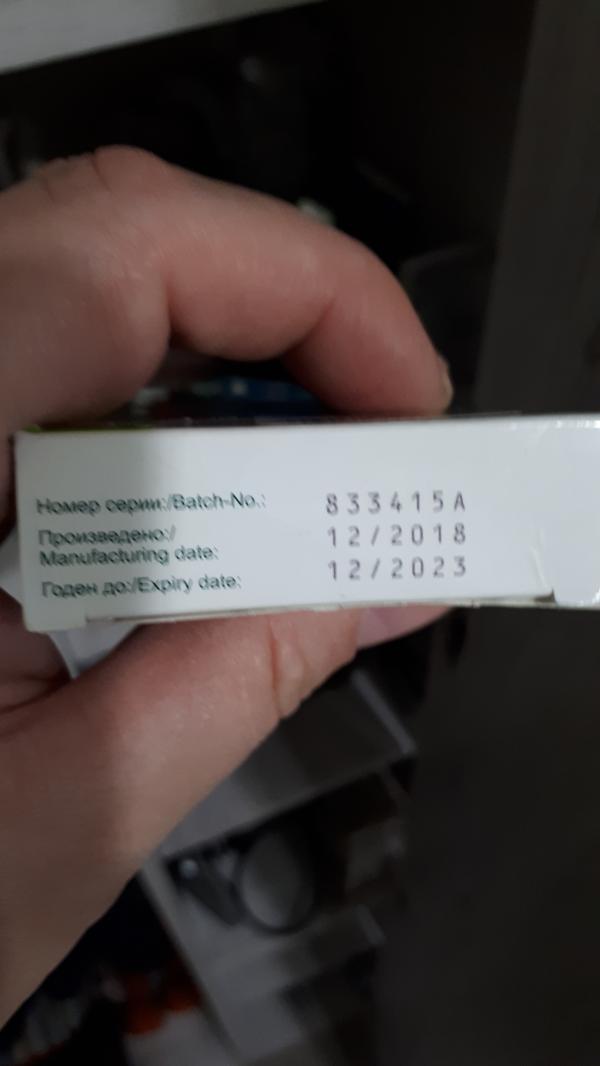 Номер серии:/Batch-No.: 833415A
Произведено:/
Manufacturing date: 12/2018
Годен до:/Expiry date: 12/2023